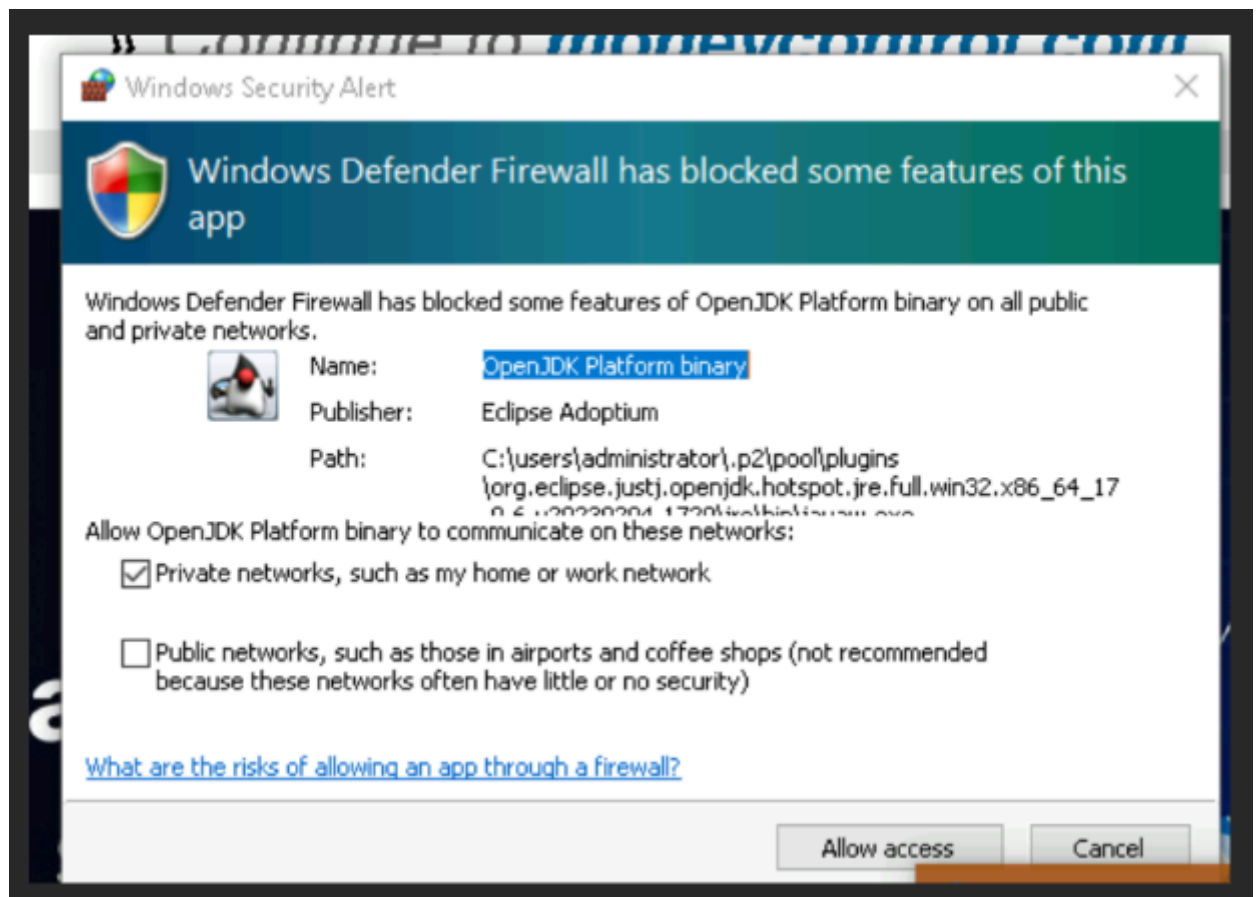 Continue to moneycontrol.com
Windows Security Alert
Windows Defender Firewall has blocked some features of this
app
Windows Defender Firewall has blocked some features of OpenJDK Platform binary on all public
and private networks.
Name: OpenJDK Platform binary
Publisher: Eclipse Adoptium
Path: C:\users\administrator\.p2\pool\plugins
\org.eclipse.justj.openjdk.hotspot.jre.full.win32.x86_64_17
Allow OpenJDK Platform binary to communicate on these networks:
Private networks, such as my home or work network
Public networks, such as those in airports and coffee shops (not recommended
because these networks often have little or no security)
What are the risks of allowing an app through a firewall?
Allow access Cancel